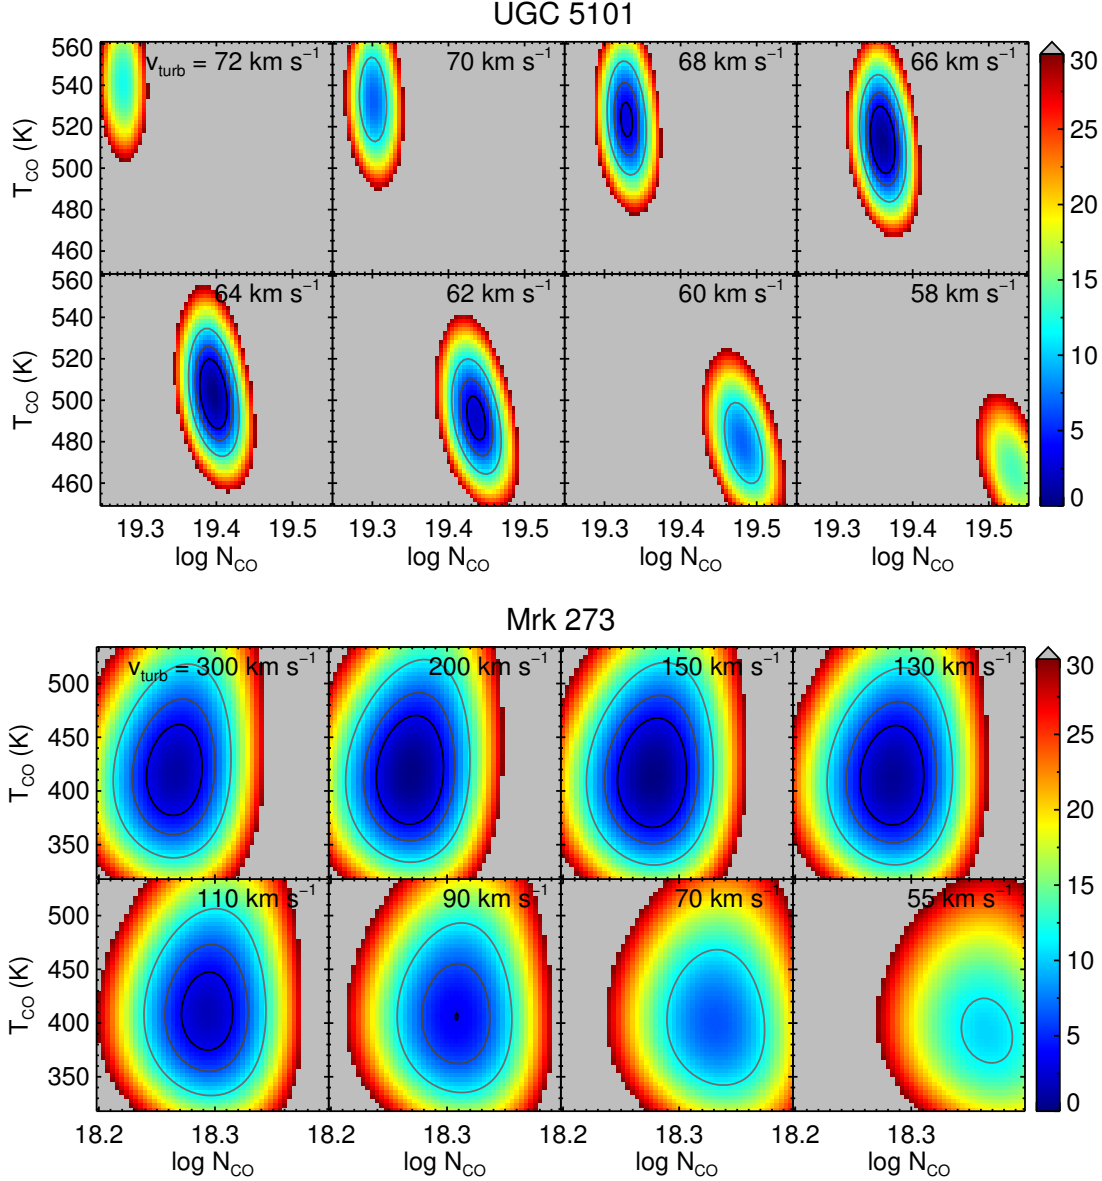 UGC 5101
v_turb = 72 km s⁻¹ 70 km s⁻¹ 68 km s⁻¹ 66 km s⁻¹
560
540
520
500
480
460
T_CO (K)
30
25
20
15
10
5
0
64 km s⁻¹ 62 km s⁻¹ 60 km s⁻¹ 58 km s⁻¹
560
540
520
500
480
460
T_CO (K)
19.3 19.4 19.5 19.3 19.4 19.5 19.3 19.4 19.5 19.3 19.4 19.5
log N_CO log N_CO log N_CO log N_CO
Mrk 273
v_turb = 300 km s⁻¹ 200 km s⁻¹ 150 km s⁻¹ 130 km s⁻¹
500
450
400
350
T_CO (K)
30
25
20
15
10
5
0
110 km s⁻¹ 90 km s⁻¹ 70 km s⁻¹ 55 km s⁻¹
500
450
400
350
T_CO (K)
18.2 18.3 18.2 18.3 18.2 18.3 18.2 18.3
log N_CO log N_CO log N_CO log N_CO